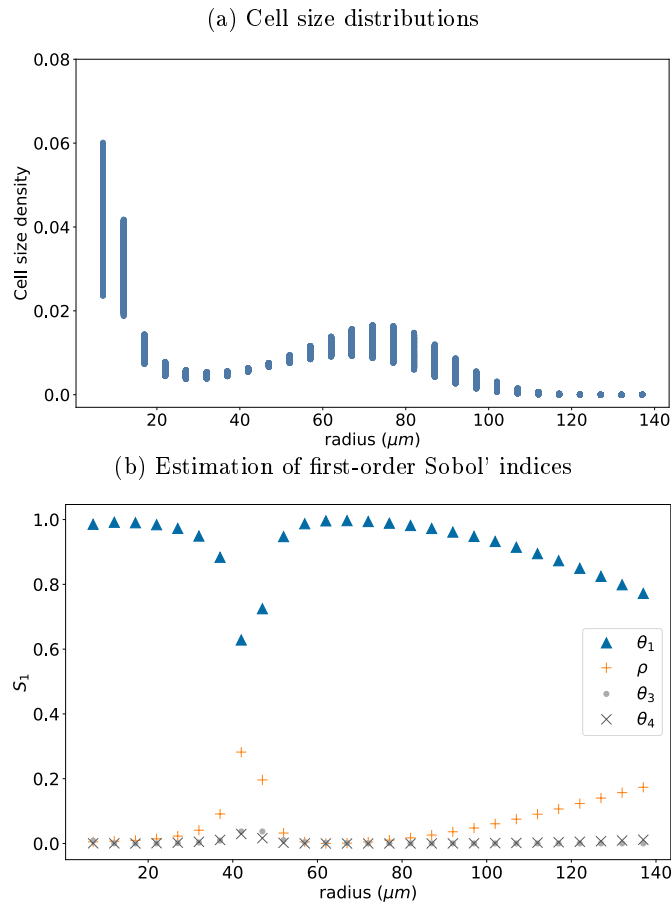 (a) Cell size distributions
0.08
0.06
0.04
0.02
0.0
Cell size density
20 40 60 80 100 120 140
radius (μm)
(b) Estimation of first-order Sobol' indices
1.0
0.8
0.6
0.4
0.2
0.0
S₁
θ₁
ρ
θ₃
θ₄
20 40 60 80 100 120 140
radius (μm)